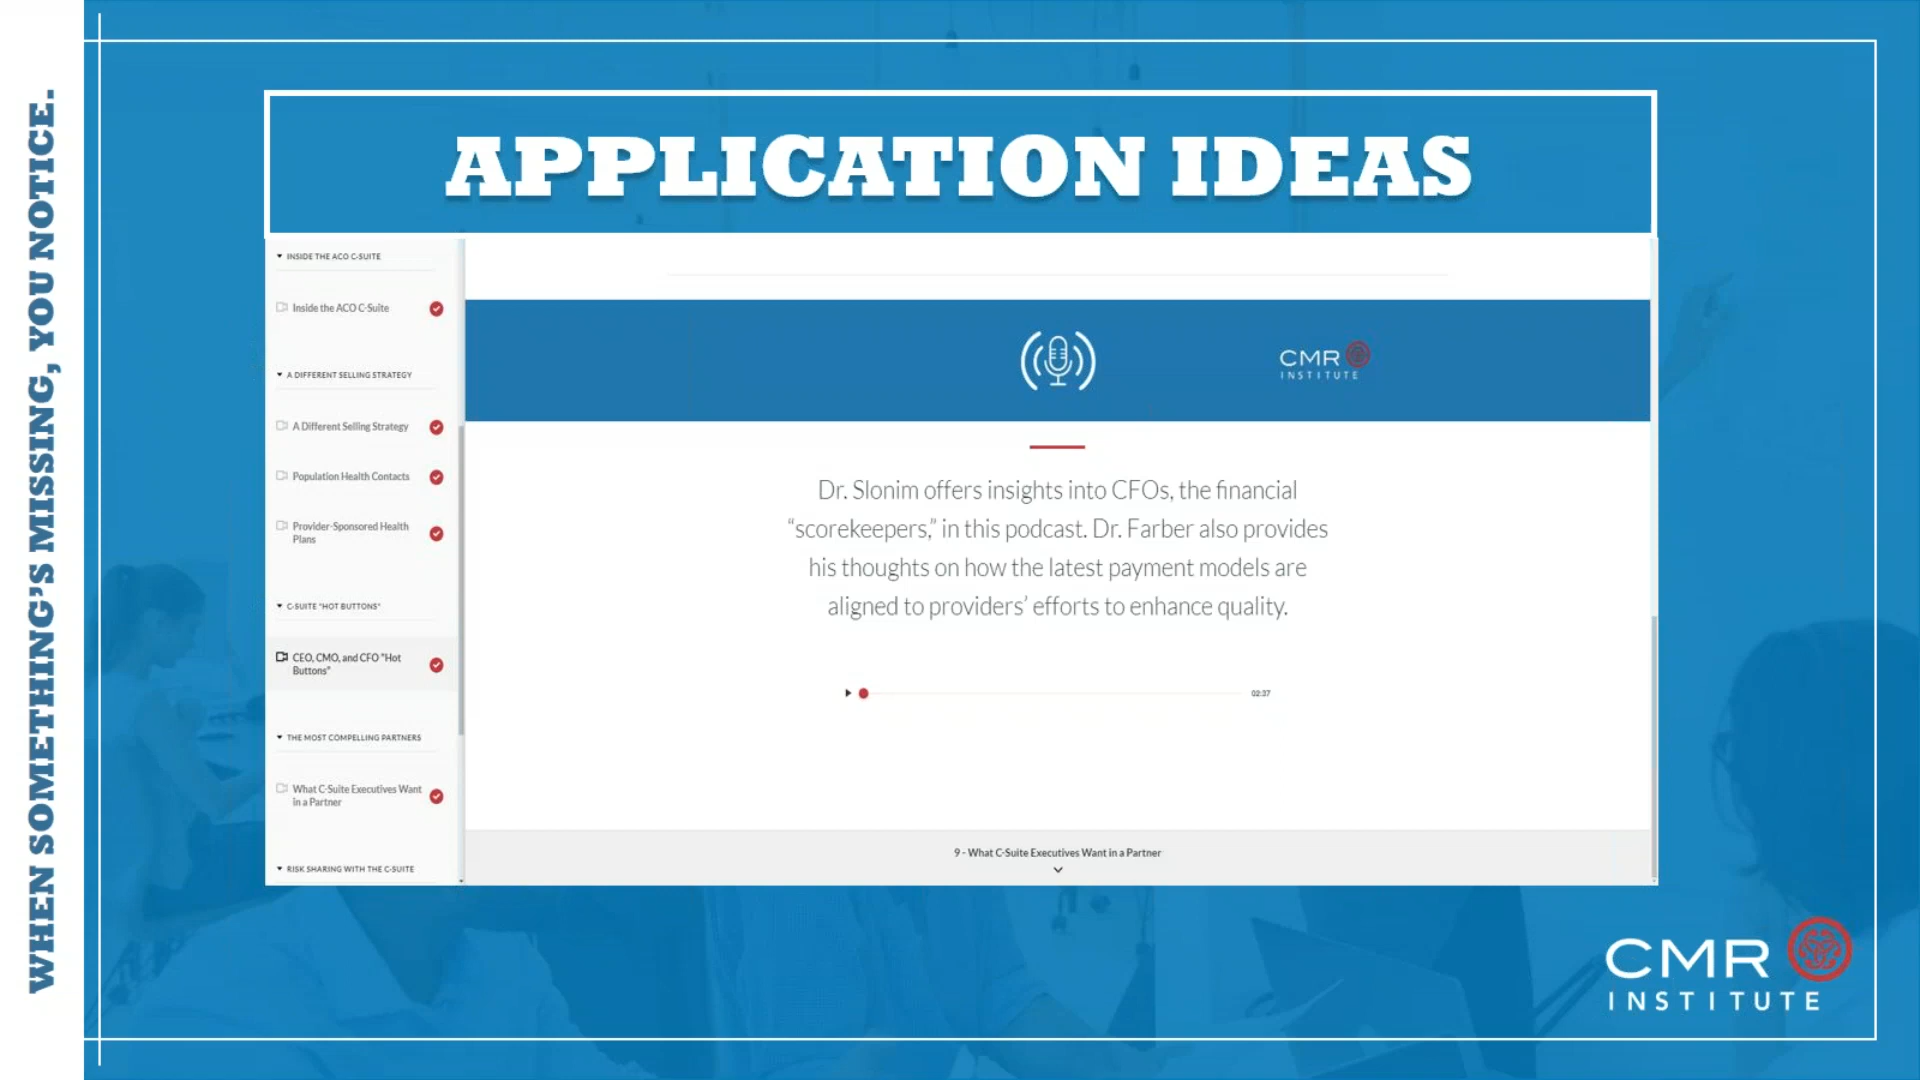 WHEN SOMETHING'S MISSING, YOU NOTICE.
APPLICATION IDEAS
INSIDE THE ACO C-SUITE
Inside the ACO C-Suite
A DIFFERENT SELLING STRATEGY
A Different Selling Strategy
Population Health Contacts
Provider-Sponsored Health
Plans
C-SUITE "HOT BUTTONS"
CEO, CMO, and CFO "Hot
Buttons"
THE MOST COMPELLING PARTNERS
What C-Suite Executives Want
in a Partner
RISK SHARING WITH THE C-SUITE
CMR
INSTITUTE
Dr. Slonim offers insights into CFOs, the financial
“scorekeepers,” in this podcast. Dr. Farber also provides
his thoughts on how the latest payment models are
aligned to providers’ efforts to enhance quality.
02:37
9 - What C-Suite Executives Want in a Partner
CMR
INSTITUTE